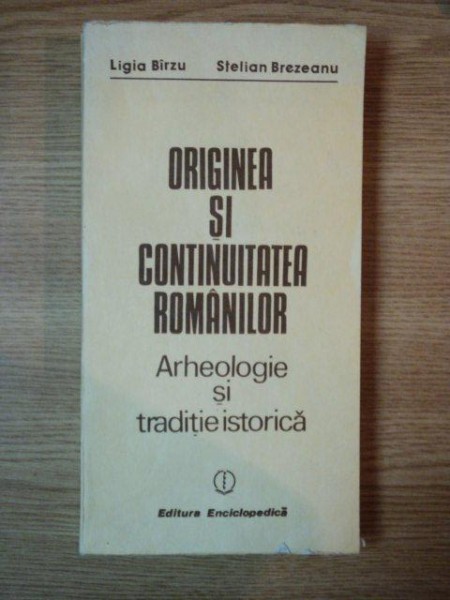 Ligia Bîrzu Stelian Brezeanu
ORIGINEA
ȘI
CONTINUITATEA
ROMÂNILOR
Arheologie
și
tradiție istorică
Editura Enciclopedică